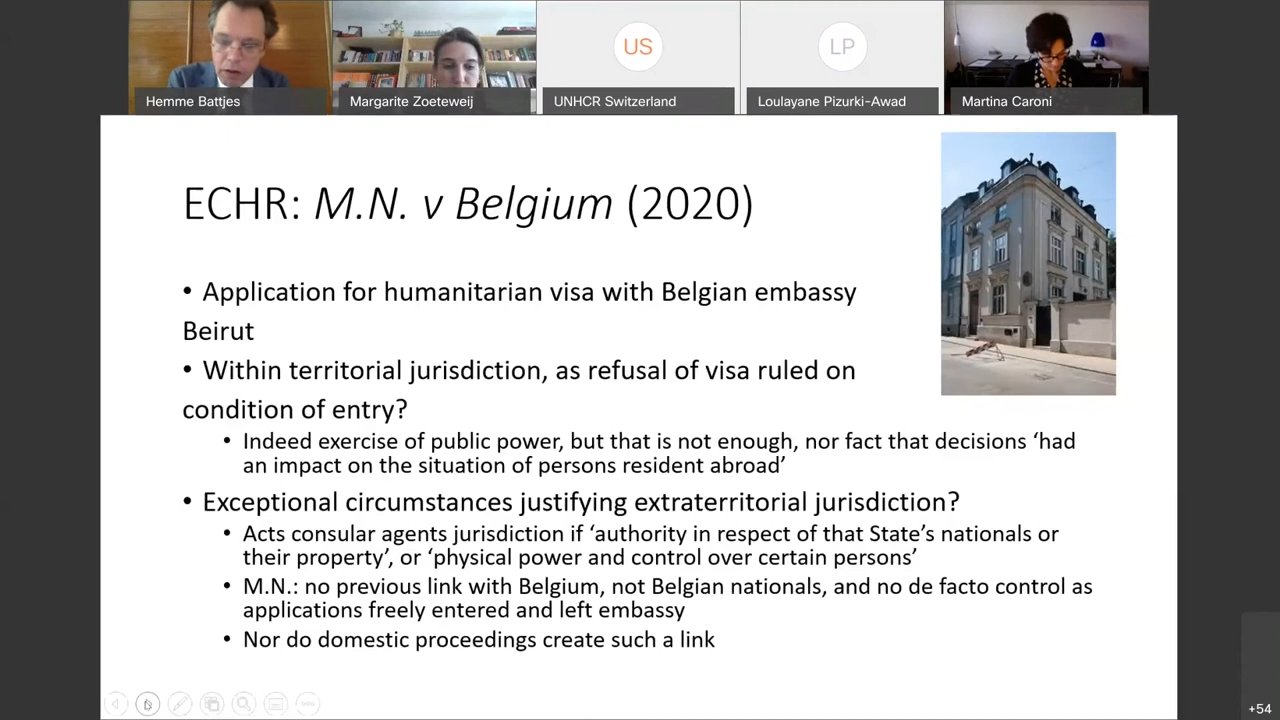 US
LP
Hemme Battjes
Margarite Zoeteweij
UNHCR Switzerland
Loulayane Pizurki-Awad
Martina Caroni
ECHR: M.N. v Belgium (2020)
• Application for humanitarian visa with Belgian embassy
Beirut
• Within territorial jurisdiction, as refusal of visa ruled on
condition of entry?
• Indeed exercise of public power, but that is not enough, nor fact that decisions ‘had
an impact on the situation of persons resident abroad’
• Exceptional circumstances justifying extraterritorial jurisdiction?
• Acts consular agents jurisdiction if ‘authority in respect of that State’s nationals or
their property’, or ‘physical power and control over certain persons’
• M.N.: no previous link with Belgium, not Belgian nationals, and no de facto control as
applications freely entered and left embassy
• Nor do domestic proceedings create such a link
+54